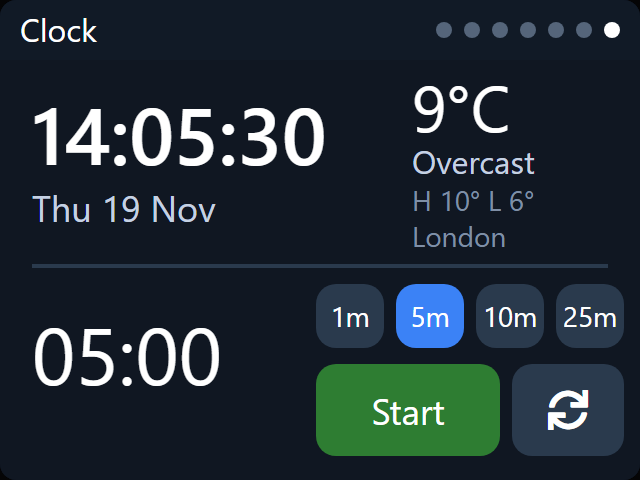 Clock
14:05:30
Thu 19 Nov
9°C
Overcast
H 10° L 6°
London
05:00
1m 5m 10m 25m
Start